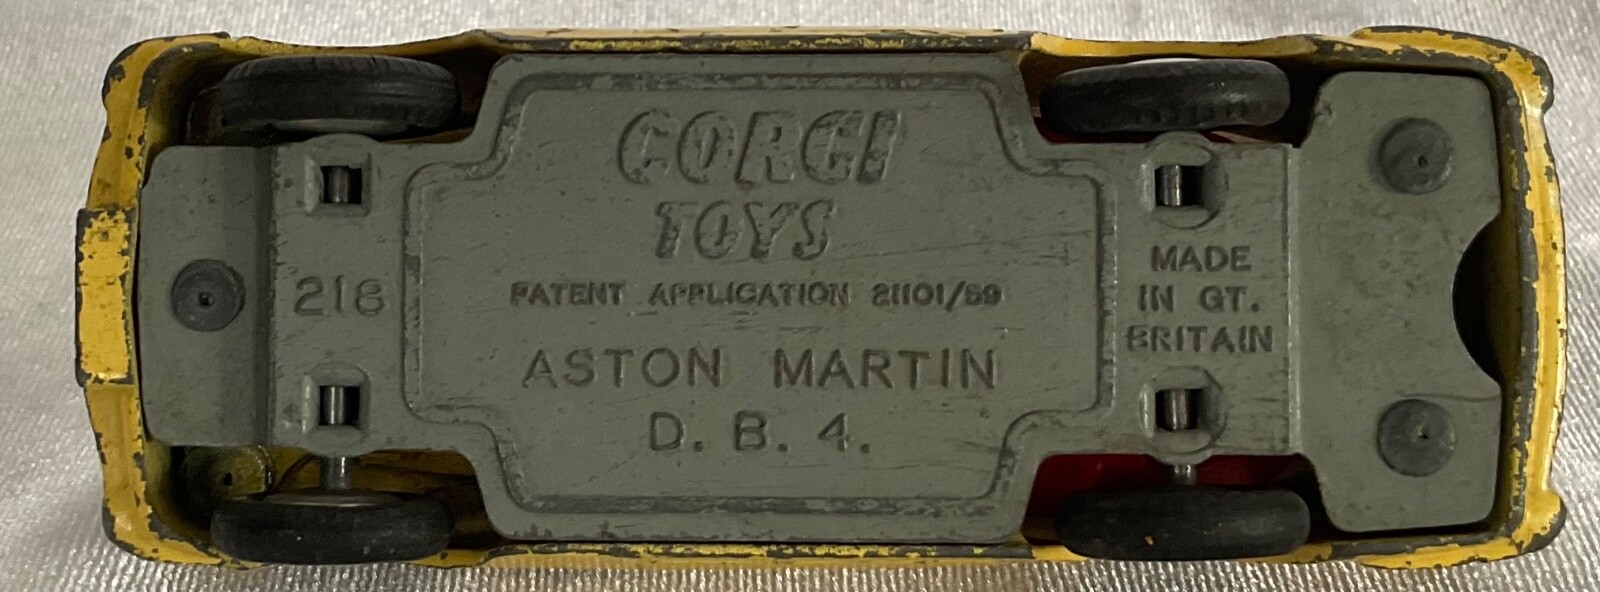 CORGI
TOYS
PATENT APPLICATION 21101/59
ASTON MARTIN
D. B. 4.
218
MADE
IN GT.
BRITAIN